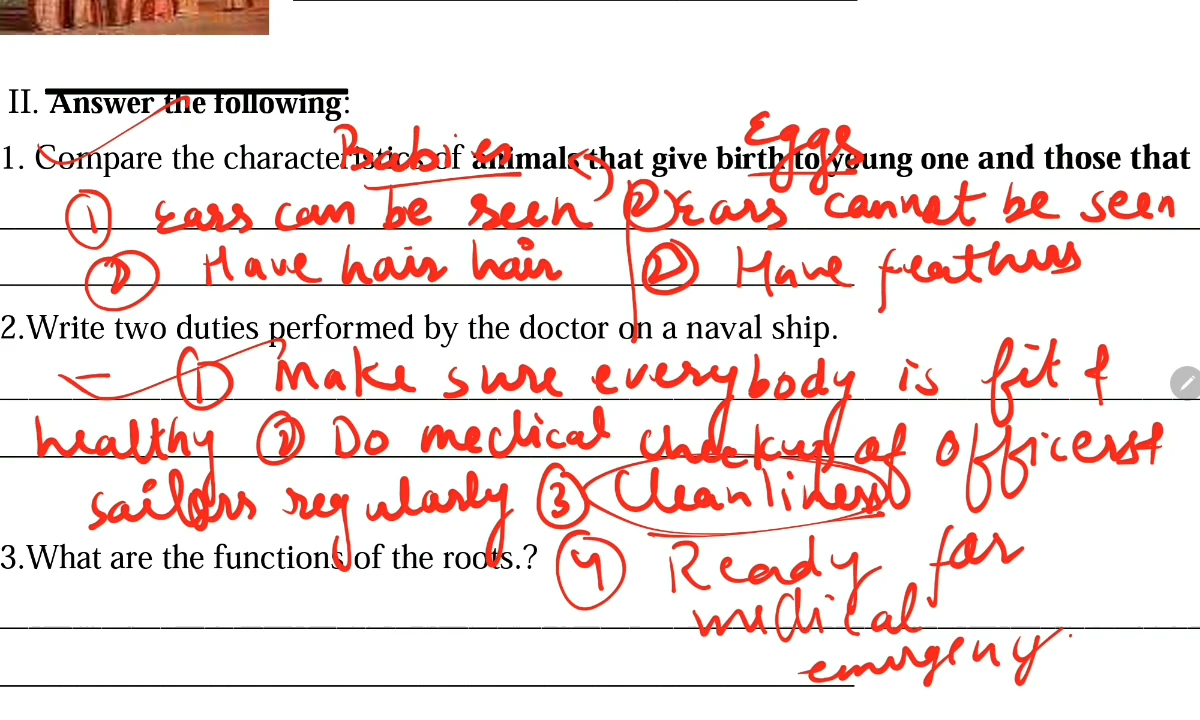 II. Answer the following:
Babies Eggs
1. Compare the characteristics of animals that give birth to young one and those that
① Ears can be seen ② Ears cannot be seen
② Have hair hair ② Have feathers
2.Write two duties performed by the doctor on a naval ship.
① Make sure everybody is fit &
healthy ② Do medical checkup of officers &
sailors regularly ③ Cleanliness
3.What are the functions of the roots.? ④ Ready for
medical
emergeny.